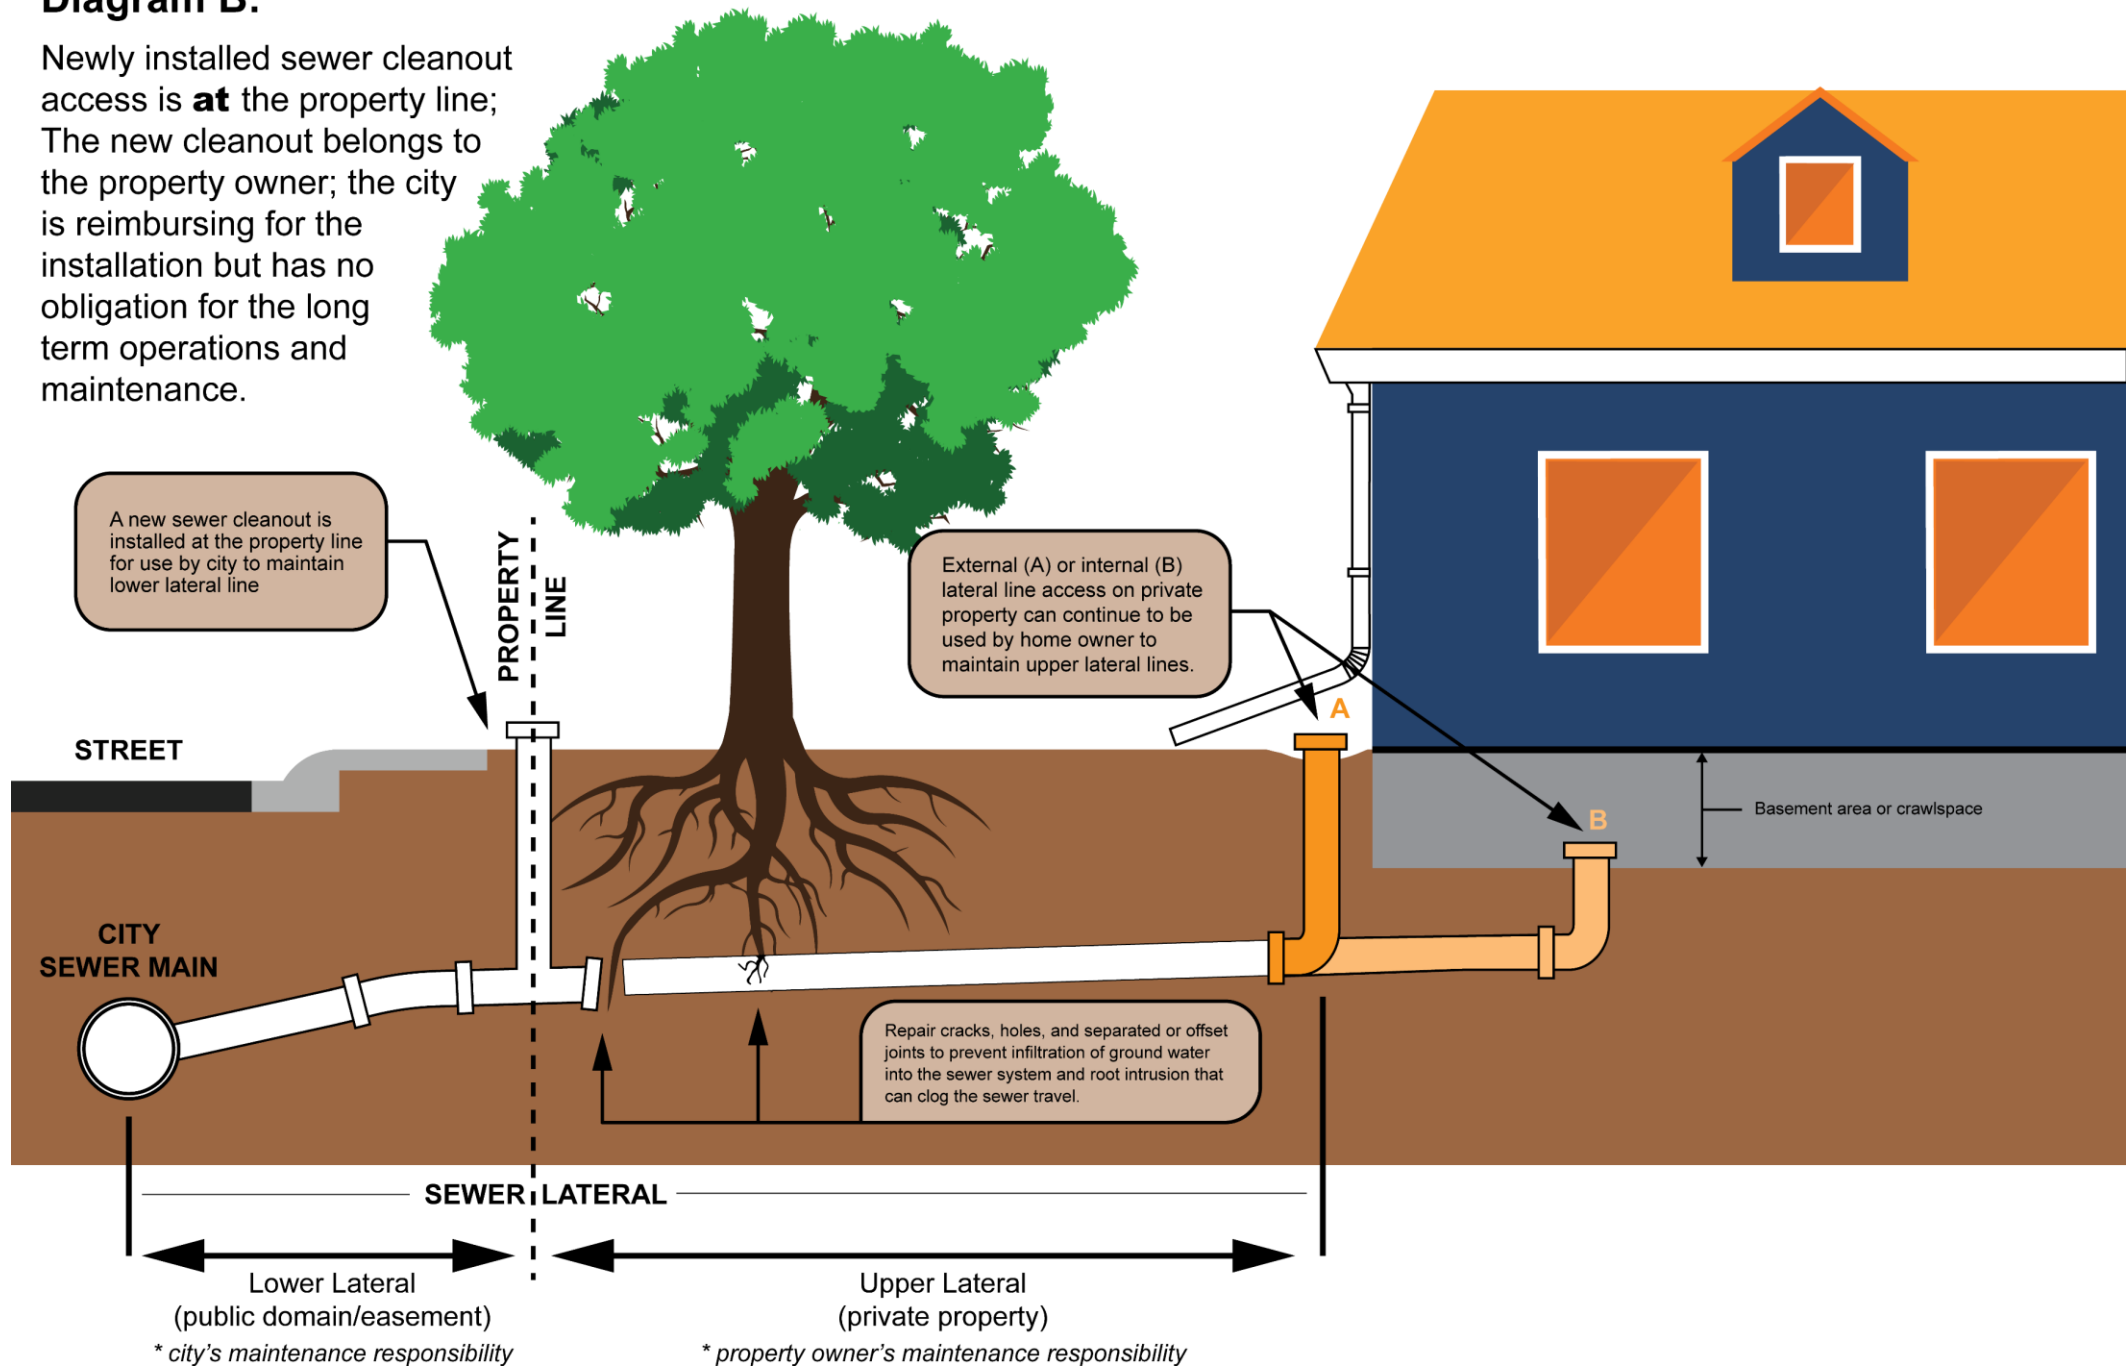 Diagram B:
Newly installed sewer cleanout
access is at the property line;
The new cleanout belongs to
the property owner; the city
is reimbursing for the
installation but has no
obligation for the long
term operations and
maintenance.
A new sewer cleanout is
installed at the property line
for use by city to maintain
lower lateral line
PROPERTY
LINE
External (A) or internal (B)
lateral line access on private
property can continue to be
used by home owner to
maintain upper lateral lines.
A
STREET
B
Basement area or crawlspace
CITY
SEWER MAIN
Repair cracks, holes, and separated or offset
joints to prevent infiltration of ground water
into the sewer system and root intrusion that
can clog the sewer travel.
SEWER LATERAL
Lower Lateral
(public domain/easement)
* city's maintenance responsibility
Upper Lateral
(private property)
* property owner's maintenance responsibility